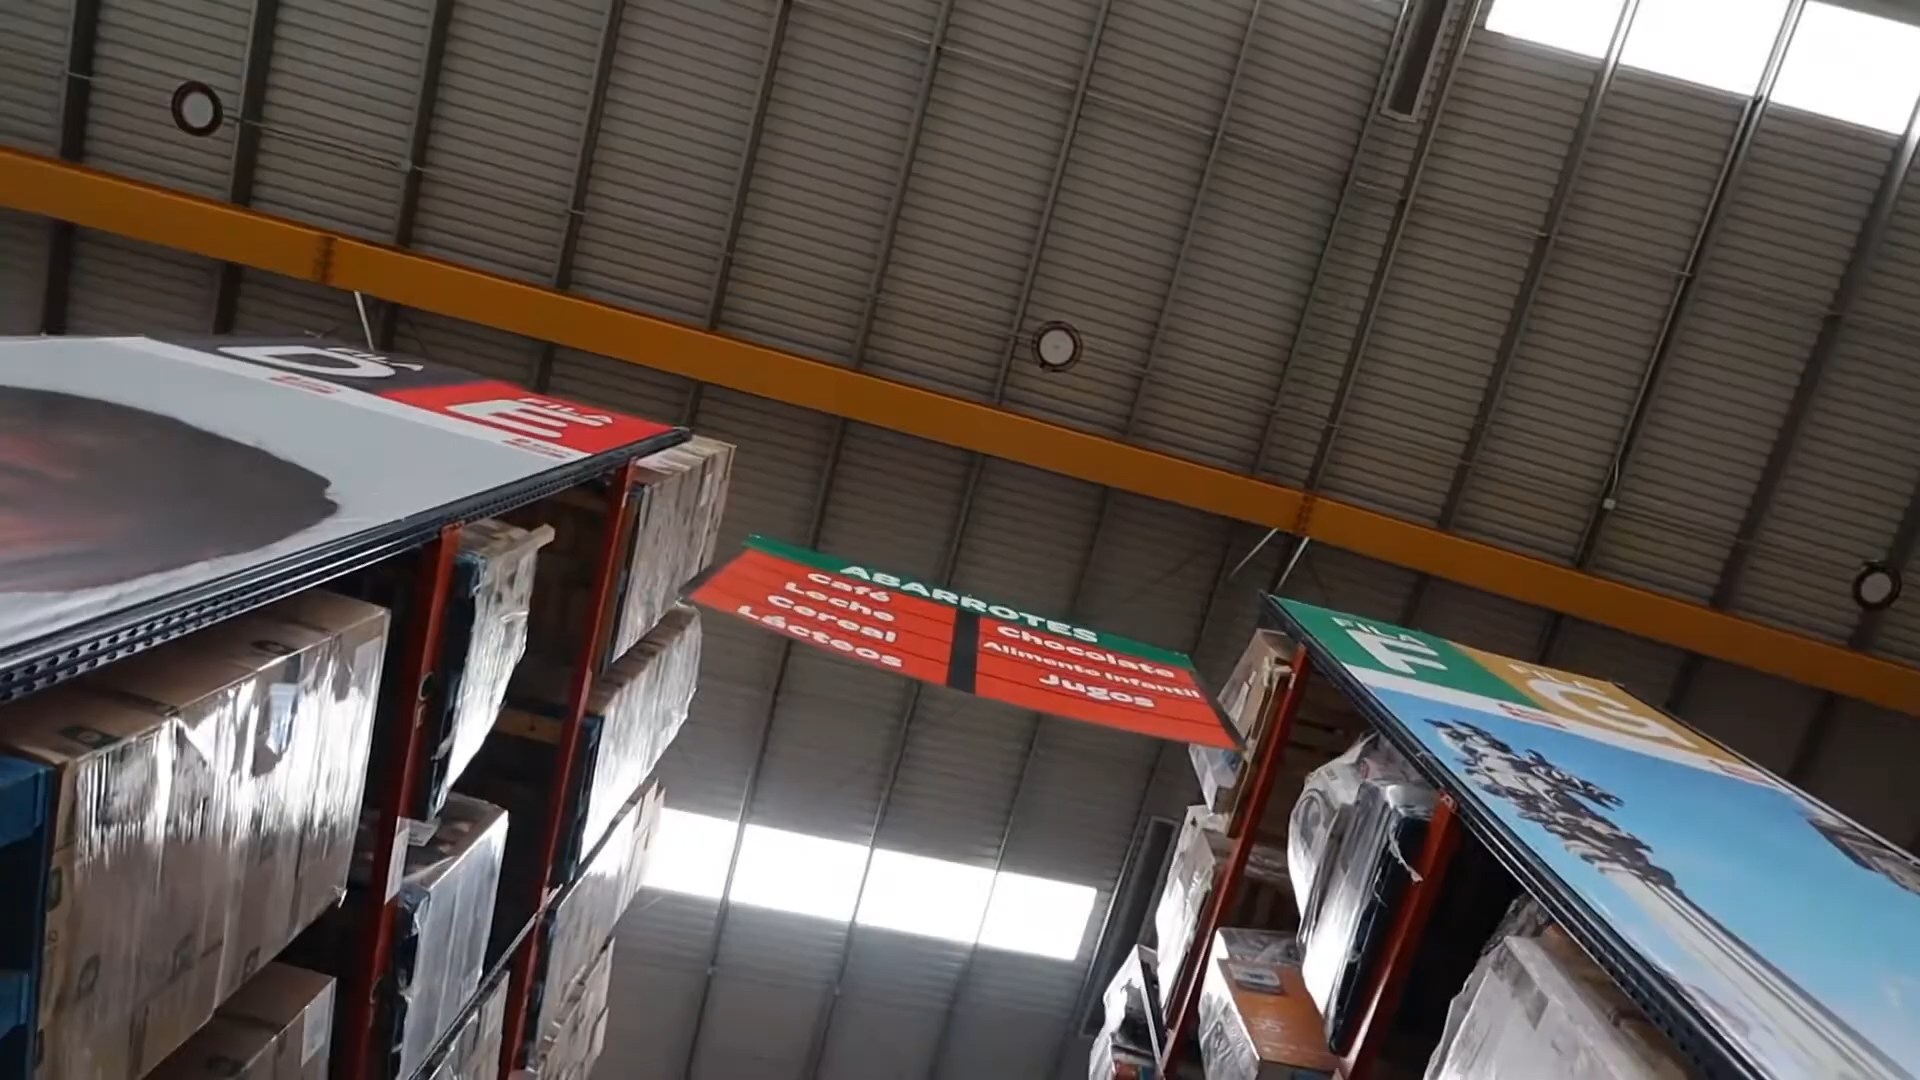 FILA
D
FILA
E
ABARROTES
Café
Leche
Cereal
Lácteos
Chocolate
Alimento Infantil
Jugos
FILA
F
FILA
G